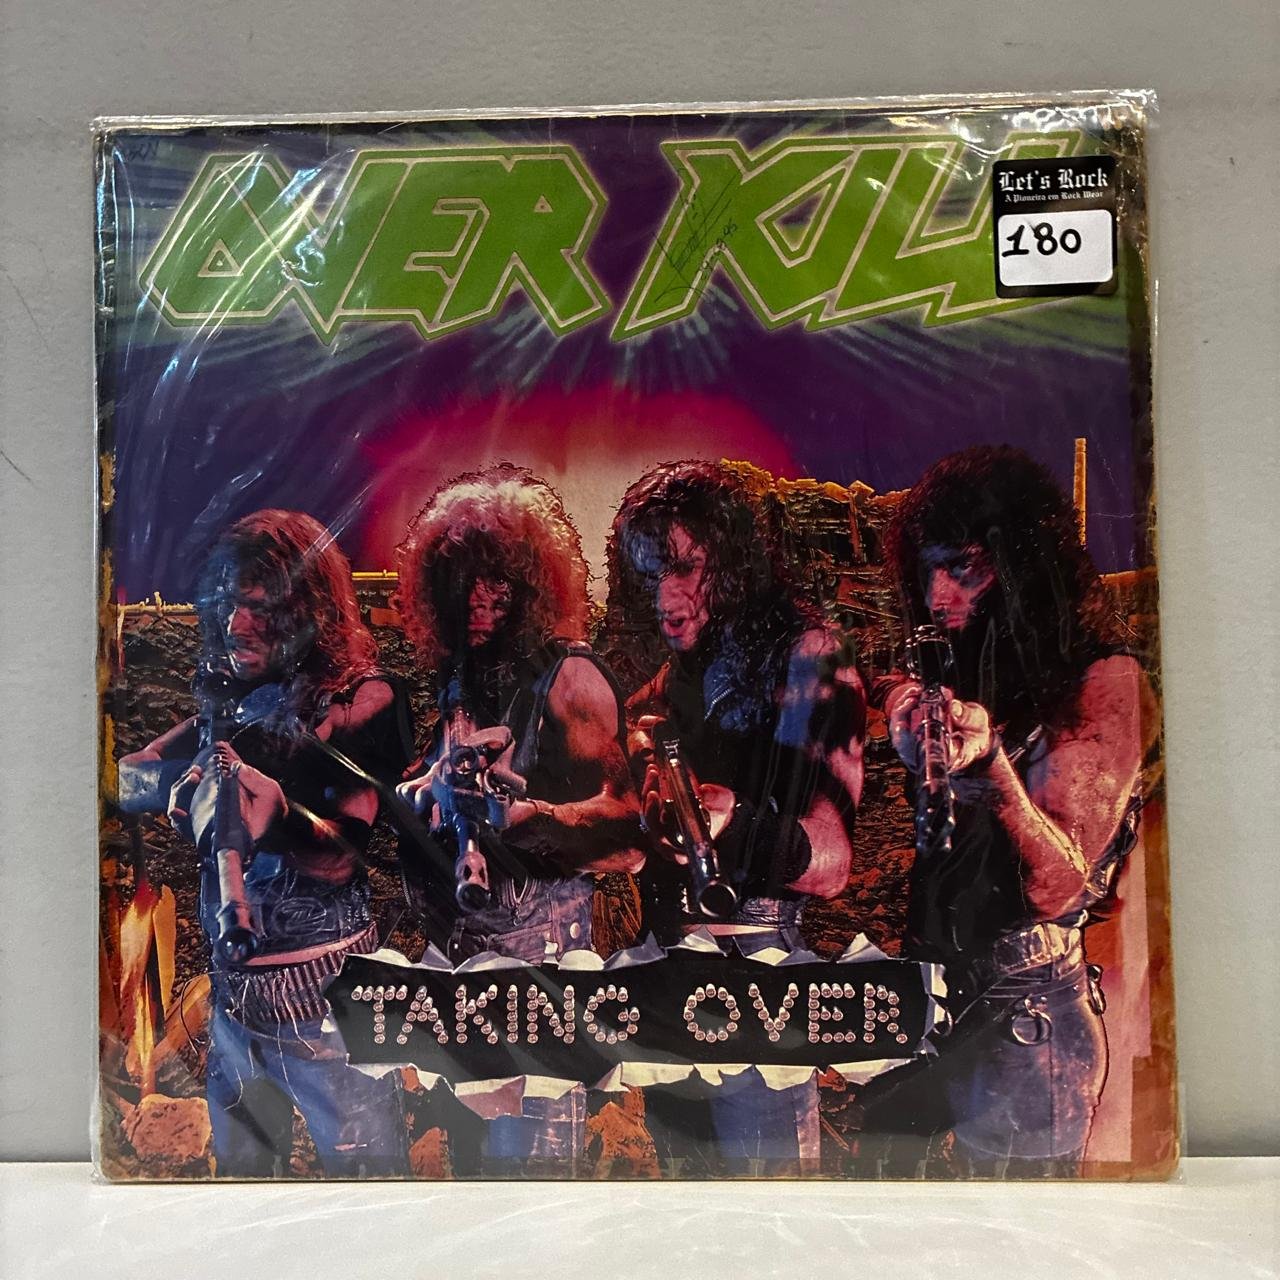 OVER KILL
Let's Rock
A Pioneira em Rock Wear
180
TAKING OVER